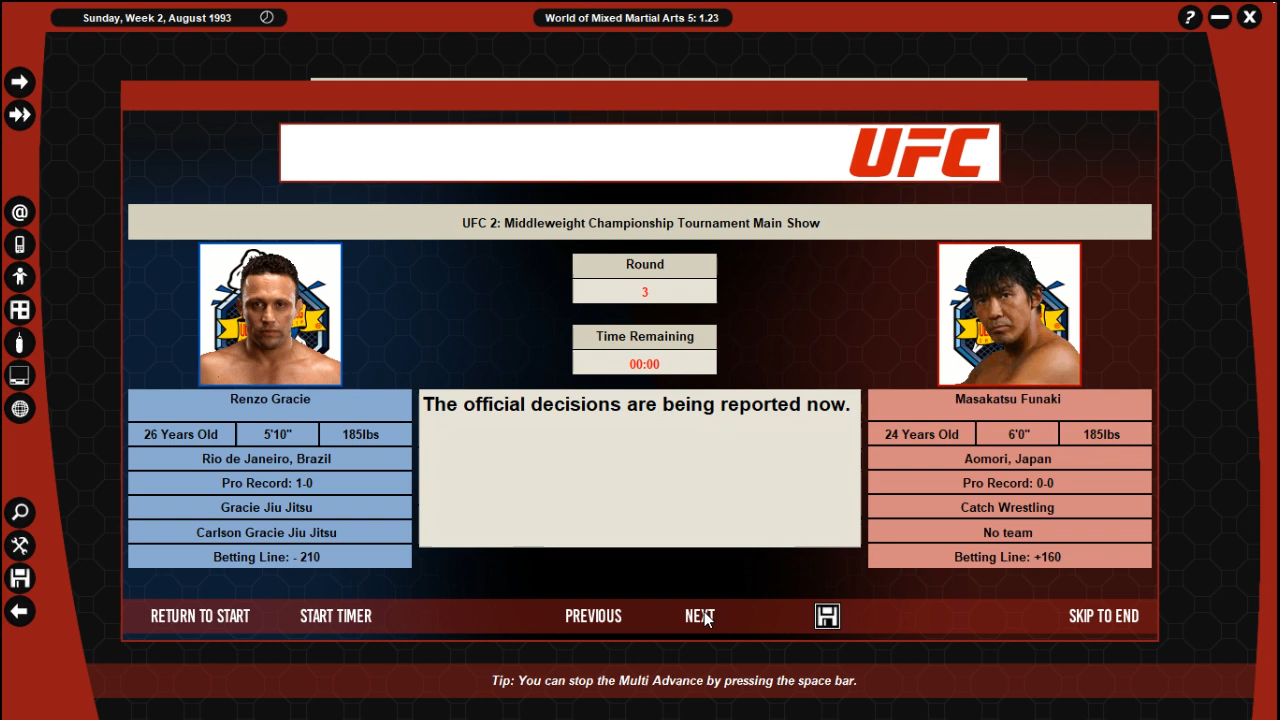 Sunday, Week 2, August 1993
World of Mixed Martial Arts 5: 1.23
?
X
UFC
UFC 2: Middleweight Championship Tournament Main Show
Round
3
Time Remaining
00:00
Renzo Gracie
26 Years Old
5'10"
185lbs
Rio de Janeiro, Brazil
Pro Record: 1-0
Gracie Jiu Jitsu
Carlson Gracie Jiu Jitsu
Betting Line: - 210
The official decisions are being reported now.
Masakatsu Funaki
24 Years Old
6'0"
185lbs
Aomori, Japan
Pro Record: 0-0
Catch Wrestling
No team
Betting Line: +160
@
RETURN TO START
START TIMER
PREVIOUS
NEXT
SKIP TO END
Tip: You can stop the Multi Advance by pressing the space bar.